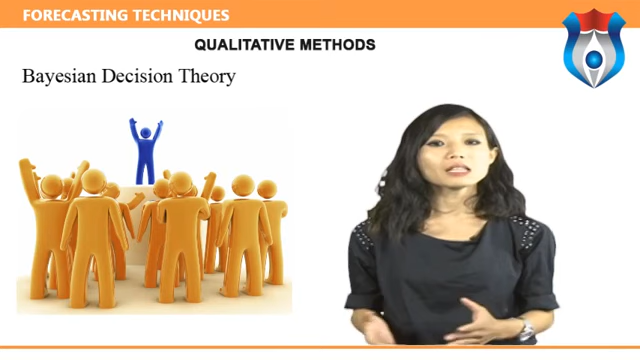 FORECASTING TECHNIQUES
QUALITATIVE METHODS
Bayesian Decision Theory